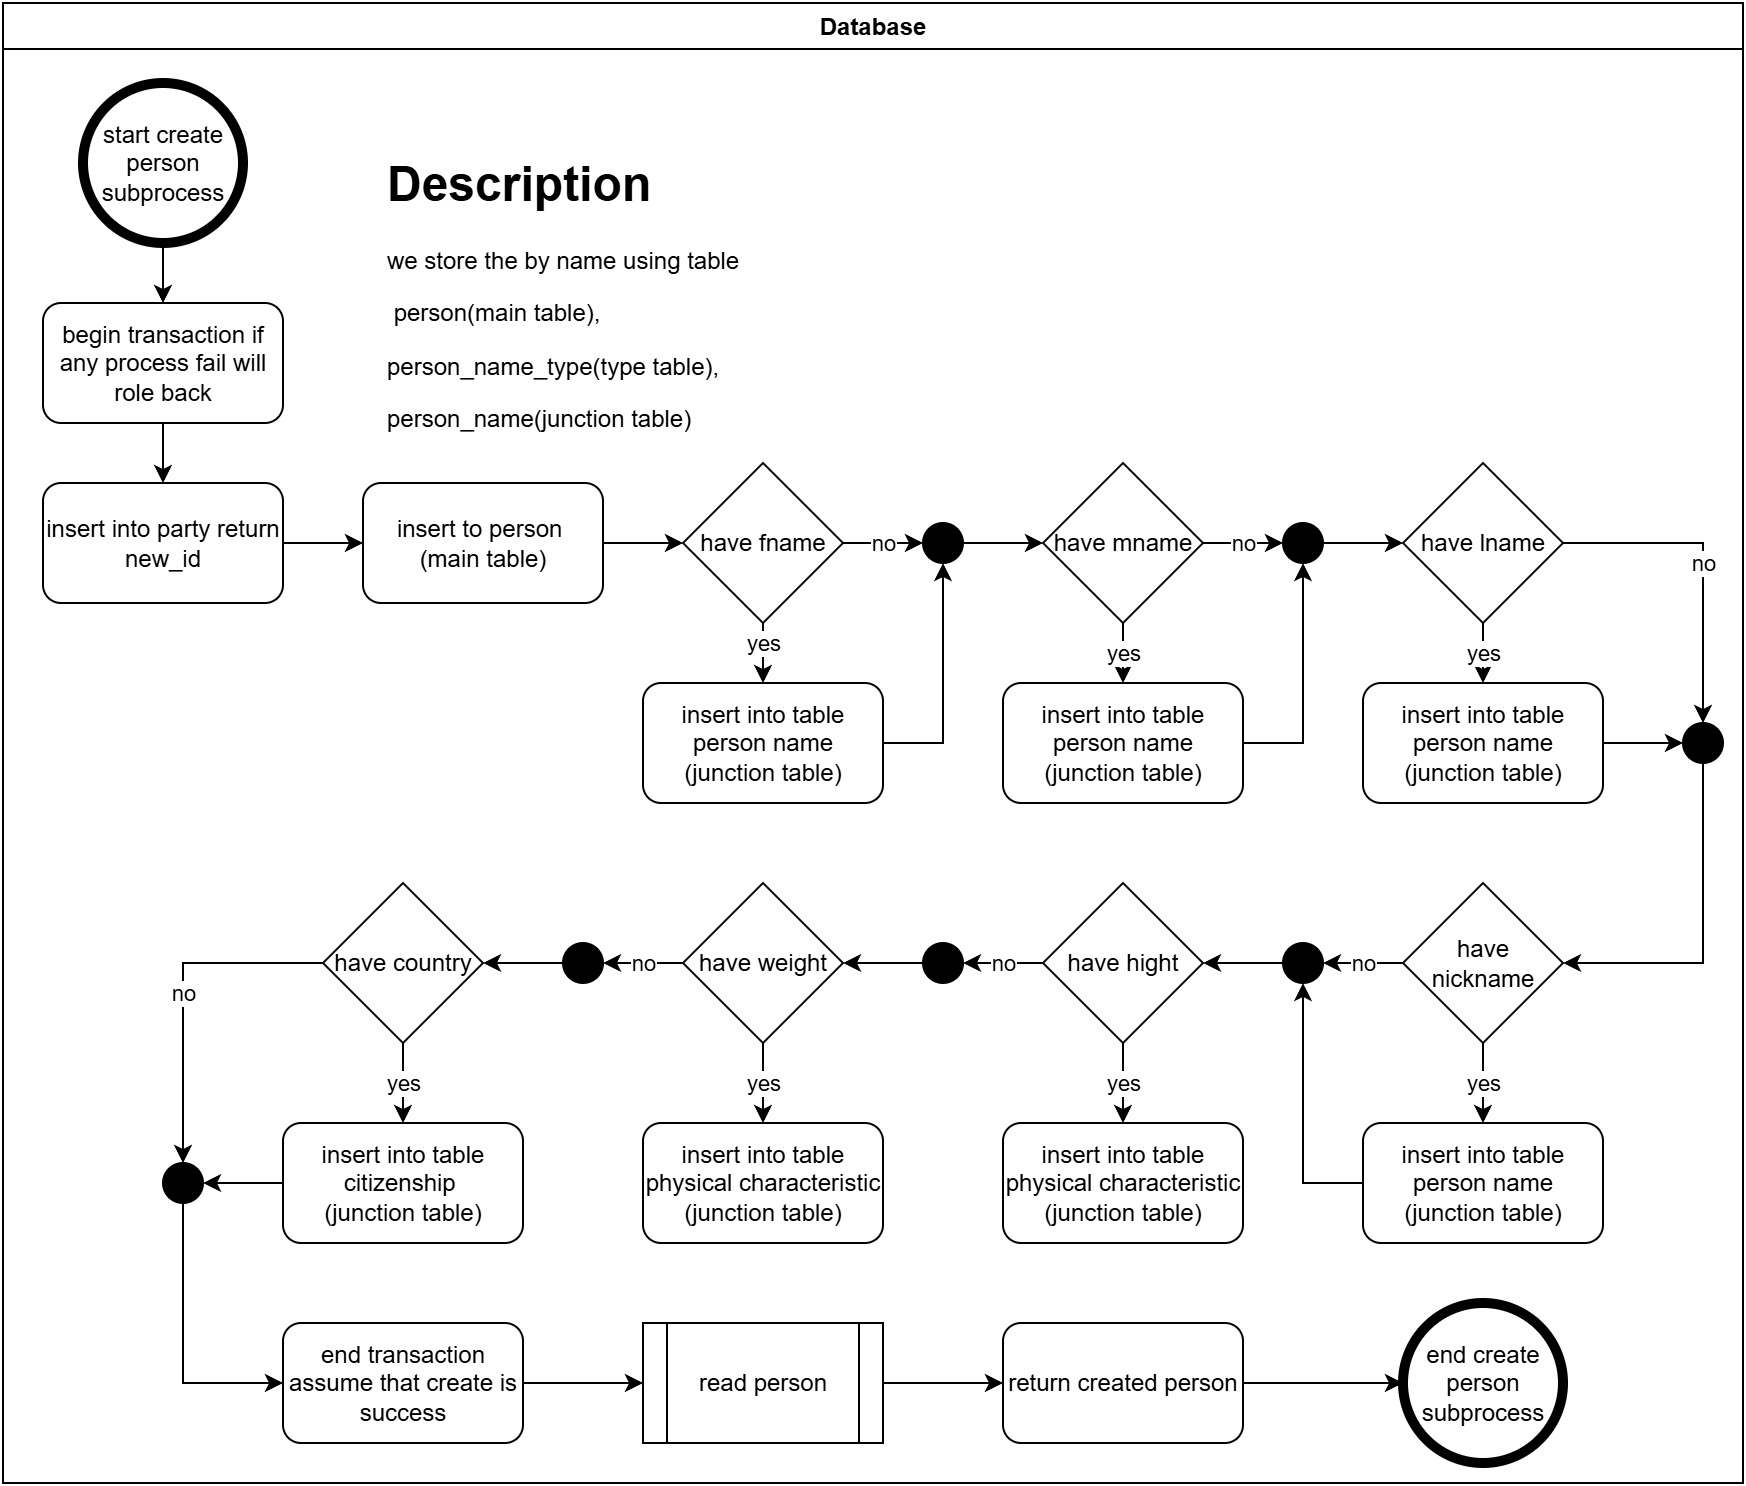 Database
start create
person
subprocess
Description
we store the by name using table
person(main table),
person_name_type(type table),
person_name(junction table)
begin transaction if
any process fail will
role back
insert into party return
new_id
insert to person
(main table)
have fname
no
have mname
no
have lname
no
yes
yes
yes
insert into table
person name
(junction table)
insert into table
person name
(junction table)
insert into table
person name
(junction table)
have
nickname
no
have hight
no
have weight
no
have country
no
yes
yes
yes
yes
insert into table
person name
(junction table)
insert into table
physical characteristic
(junction table)
insert into table
physical characteristic
(junction table)
insert into table
citizenship
(junction table)
end transaction
assume that create is
success
read person
return created person
end create
person
subprocess